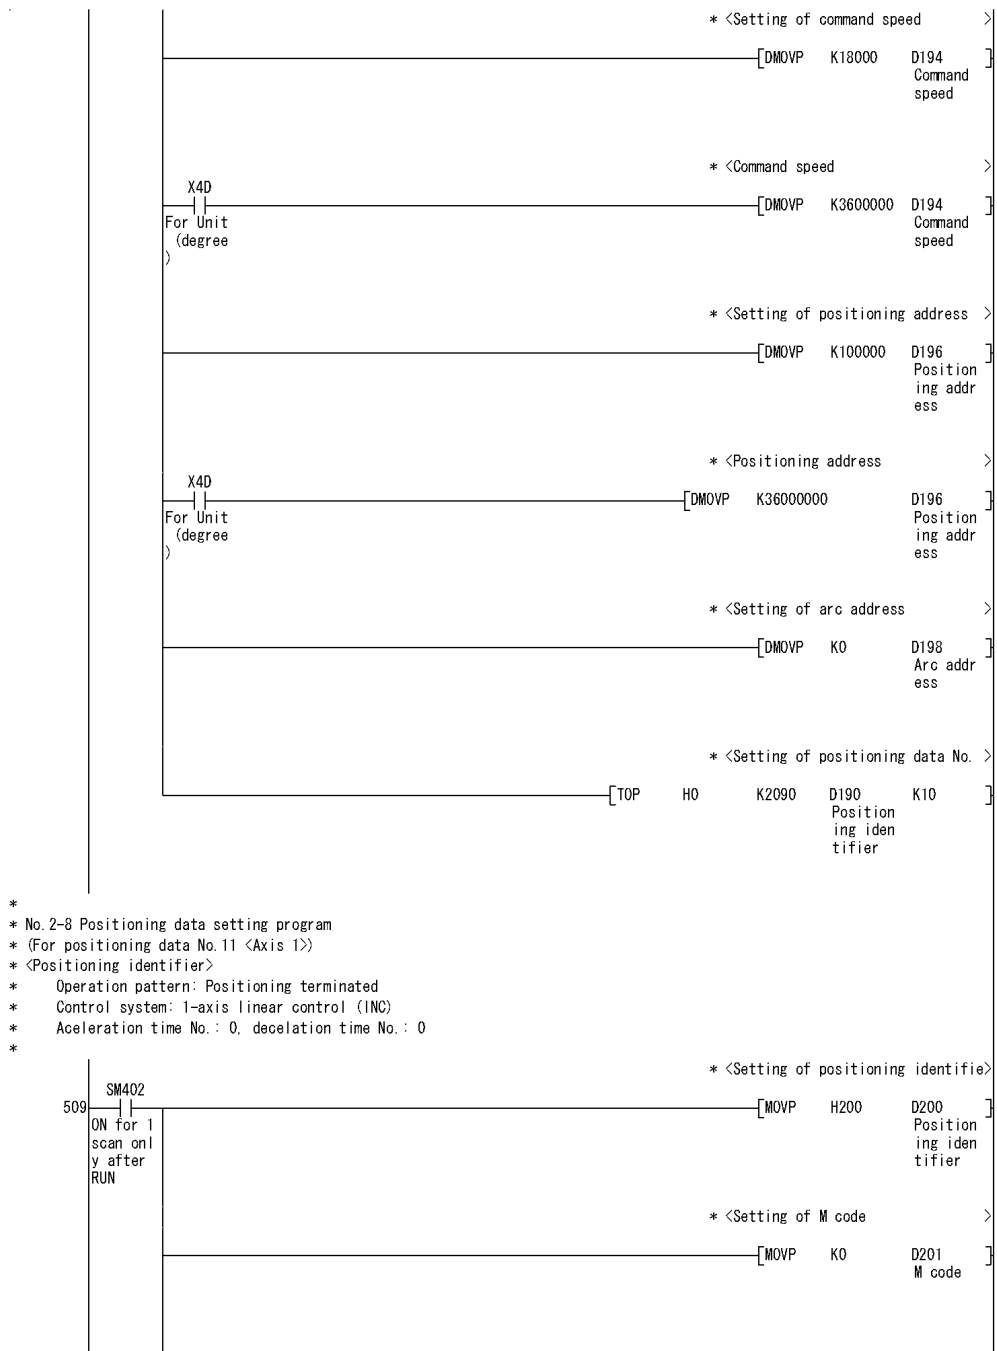 * <Setting of command speed >
[DMOVP K18000 D194 ]
Command
speed
* <Command speed >
X4D
[DMOVP K3600000 D194 ]
For Unit
(degree
)
Command
speed
* <Setting of positioning address >
[DMOVP K100000 D196 ]
Position
ing addr
ess
* <Positioning address >
X4D
[DMOVP K36000000 D196 ]
For Unit
(degree
)
Position
ing addr
ess
* <Setting of arc address >
[DMOVP K0 D198 ]
Arc addr
ess
* <Setting of positioning data No. >
[TOP H0 K2090 D190 K10 ]
Position
ing iden
tifier
*
* No.2-8 Positioning data setting program
* (For positioning data No.11 <Axis 1>)
* <Positioning identifier>
* Operation pattern: Positioning terminated
* Control system: 1-axis linear control (INC)
* Aceleration time No.: 0, decelation time No.: 0
*
* <Setting of positioning identifie>
SM402
509 [MOVP H200 D200 ]
ON for 1
scan onl
y after
RUN
Position
ing iden
tifier
* <Setting of M code >
[MOVP K0 D201 ]
M code